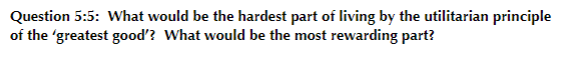 Question 5:5:  What would be the hardest part of living by the utilitarian principle
of the ‘greatest good’?  What would be the most rewarding part?